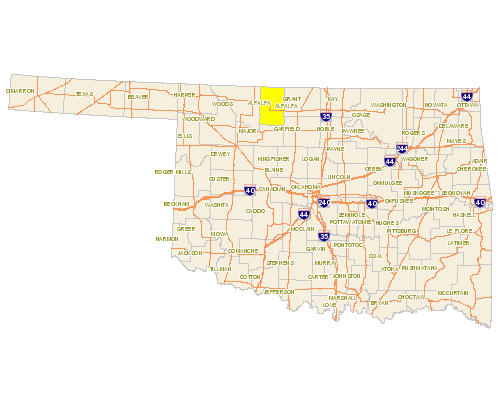 CIMARRON
TEXAS
BEAVER
HARPER
WOODS
ALFALFA
GRANT
ALFALFA
KAY
WASHINGTON
NOWATA
44
OTTAWA
WOODWARD
35
OSAGE
DELAWARE
ELLIS
MAJOR
GARFIELD
NOBLE
PAWNEE
ROGERS
MAYES
244
DEWEY
KINGFISHER
LOGAN
PAYNE
44
WAGONER
ADAIR
ROGER MILLS
BLAINE
CREEK
CHEROKEE
CUSTER
LINCOLN
OKMULGEE
40
CANADIAN
OKLAHOMA
MUSKOGEE
SEQUOYAH
BECKHAM
WASHITA
240
40
OKFUSKEE
40
CADDO
44
SEMINOLE
MCINTOSH
HASKELL
POTTAWATOMIE
HUGHES
GREER
KIOWA
MCCLAIN
PITTSBURG
LE FLORE
HARMON
35
LATIMER
JACKSON
COMANCHE
GARVIN
PONTOTOC
COAL
TILLMAN
STEPHENS
MURRAY
ATOKA
PUSHMATAHA
COTTON
CARTER
JOHNSTON
JEFFERSON
MARSHALL
LOVE
BRYAN
CHOCTAW
MCCURTAIN